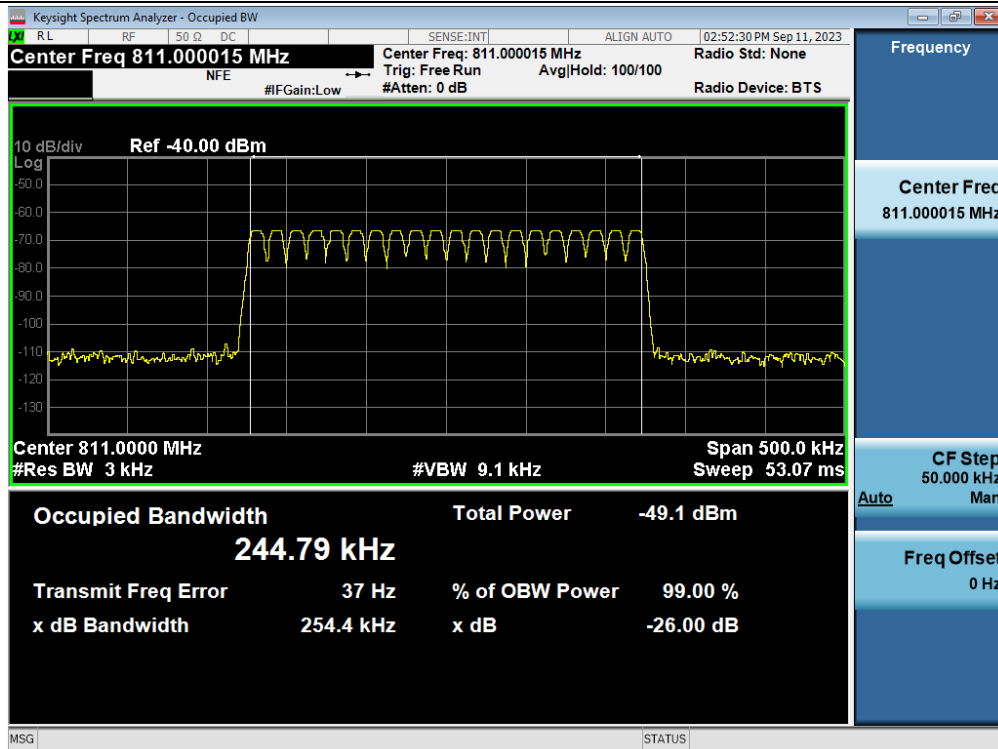 Keysight Spectrum Analyzer - Occupied BW
LXI RL RF 50 Ω DC SENSE:INT ALIGN AUTO 02:52:30 PM Sep 11, 2023
Center Freq 811.000015 MHz
NFE
#IFGain:Low
Center Freq: 811.000015 MHz
Trig: Free Run Avg|Hold: 100/100
#Atten: 0 dB
Radio Std: None
Radio Device: BTS
10 dB/div Ref -40.00 dBm
Log
-50.0
-60.0
-70.0
-80.0
-90.0
-100
-110
-120
-130
Center 811.0000 MHz Span 500.0 kHz
#Res BW 3 kHz #VBW 9.1 kHz Sweep 53.07 ms
Occupied Bandwidth Total Power -49.1 dBm
244.79 kHz
Transmit Freq Error 37 Hz % of OBW Power 99.00 %
x dB Bandwidth 254.4 kHz x dB -26.00 dB
Frequency
Center Freq
811.000015 MHz
CF Step
50.000 kHz
Auto Man
Freq Offset
0 Hz
MSG STATUS